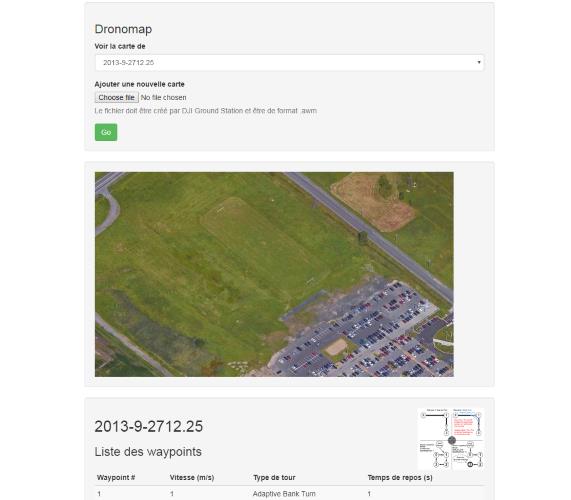 Dronomap
Voir la carte de
2013-9-2712.25
Ajouter une nouvelle carte
Choose file No file chosen
Le fichier doit être créé par DJI Ground Station et être de format .awm
Go
2013-9-2712.25
Liste des waypoints
Waypoint # Vitesse (m/s) Type de tour Temps de repos (s)
1 1 Adaptive Bank Turn 1